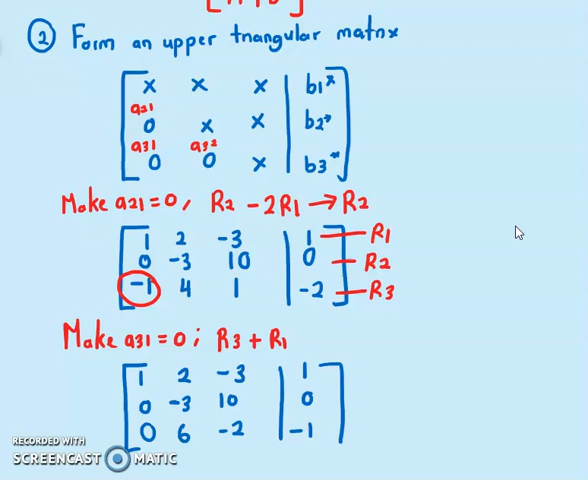 [A|b]
② Form an upper triangular matrix
x x x | b1*
a21
0 x x | b2*
a31 a32
0 0 x | b3*
Make a21=0, R2 -2R1 → R2
1 2 -3 | 1 R1
0 -3 10 | 0 R2
-1 4 1 | -2 R3
Make a31=0; R3 + R1
1 2 -3 | 1
0 -3 10 | 0
0 6 -2 | -1
RECORDED WITH
SCREENCAST MATIC